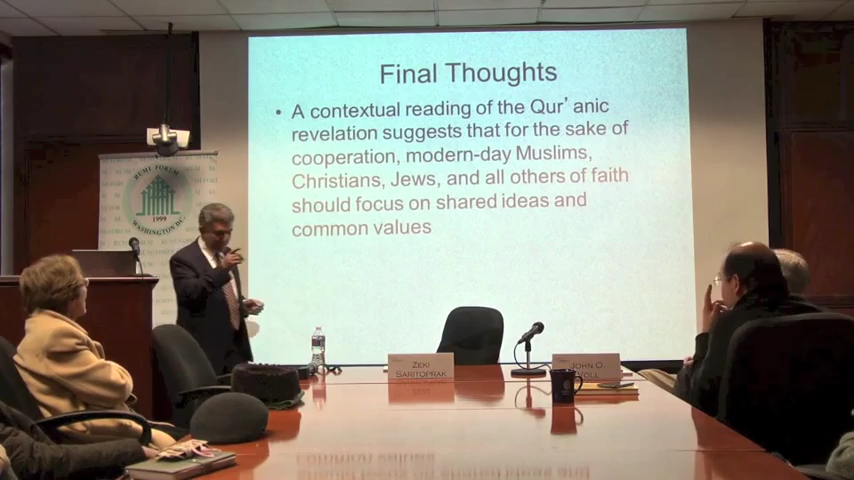 Final Thoughts
• A contextual reading of the Qur’anic
revelation suggests that for the sake of
cooperation, modern-day Muslims,
Christians, Jews, and all others of faith
should focus on shared ideas and
common values
RUMI FORUM
1999
WASHINGTON DC.
ZEKI
SARITOPRAK
JOHN O.
VOLL